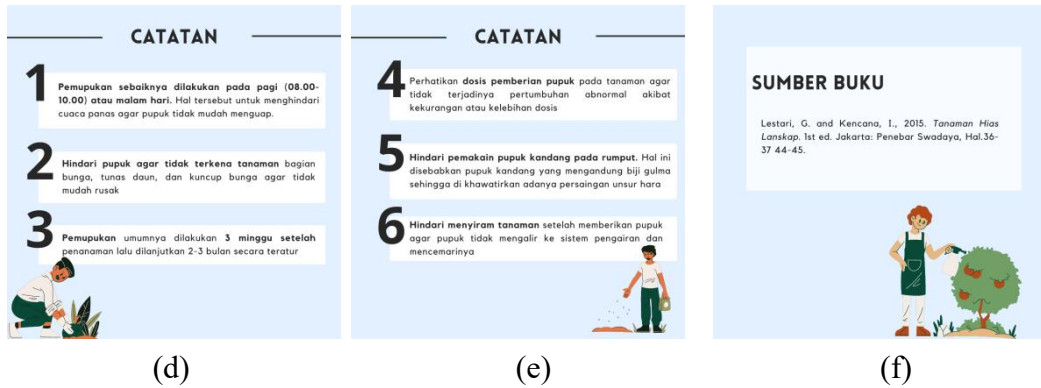 CATATAN
1
Pemupukan sebaiknya dilakukan pada pagi (08.00-
10.00) atau malam hari. Hal tersebut untuk menghindari
cuaca panas agar pupuk tidak mudah menguap.
2
Hindari pupuk agar tidak terkena tanaman bagian
bunga, tunas daun, dan kuncup bunga agar tidak
mudah rusak
3
Pemupukan umumnya dilakukan 3 minggu setelah
penanaman lalu dilanjutkan 2-3 bulan secara teratur
(d)
CATATAN
4
Perhatikan dosis pemberian pupuk pada tanaman agar
tidak terjadinya pertumbuhan abnormal akibat
kekurangan atau kelebihan dosis
5
Hindari pemakain pupuk kandang pada rumput. Hal ini
disebabkan pupuk kandang yang mengandung biji gulma
sehingga di khawatirkan adanya persaingan unsur hara
6
Hindari menyiram tanaman setelah memberikan pupuk
agar pupuk tidak mengalir ke sistem pengairan dan
mencemarinya
(e)
SUMBER BUKU
Lestari, G. and Kencana, I., 2015. Tanaman Hias
Lanskap. 1st ed. Jakarta: Penebar Swadaya, Hal.36-
37 44-45.
(f)